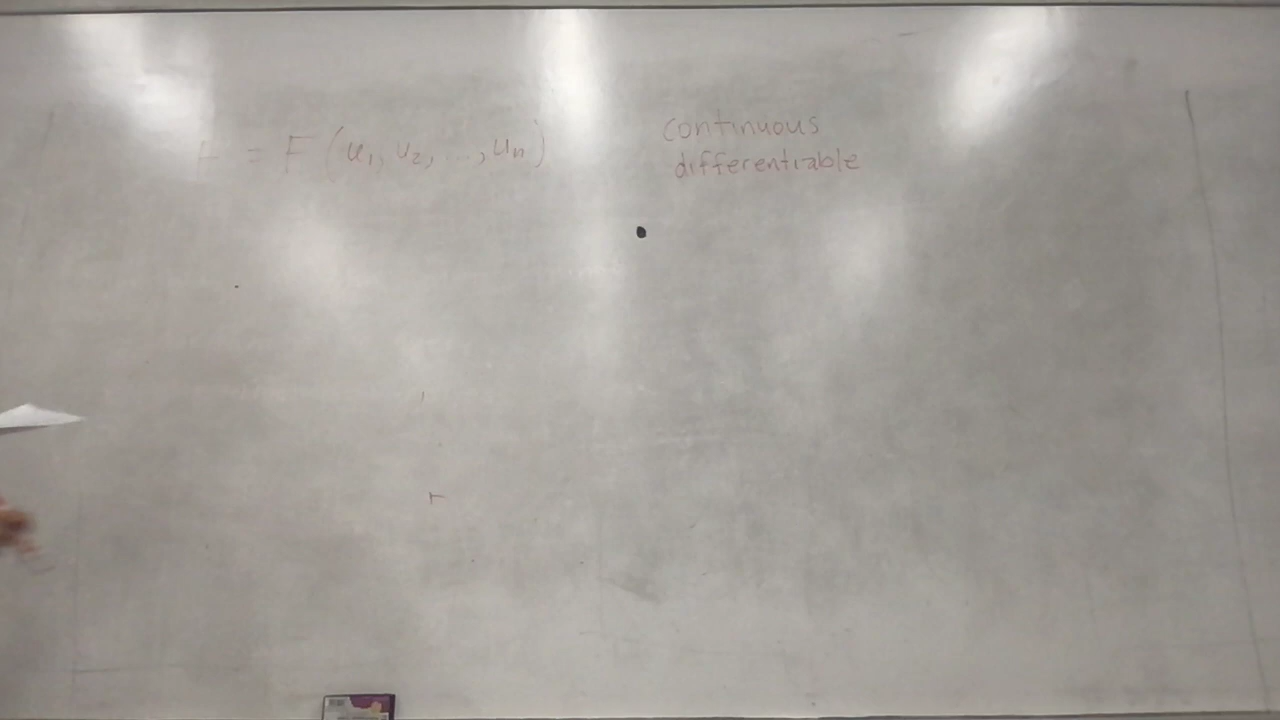 F = F(u₁, u₂, ..., uₙ)
continuous
differentiable